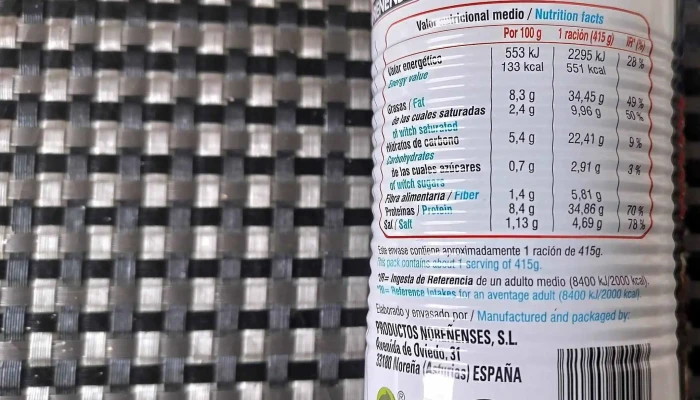 Valor nutricional medio / Nutrition facts
Por 100 g 1 ración (415 g) IR* (%)
Valor energético 553 kJ 2295 kJ 28 %
Energy value 133 kcal 551 kcal
Grasas / Fat 8,3 g 34,45 g 49 %
de las cuales saturadas 2,4 g 9,96 g 50 %
of witch saturated
Hidratos de carbono 5,4 g 22,41 g 9 %
Carbohydrates
de las cuales azúcares 0,7 g 2,91 g 3 %
of witch sugars
Fibra alimentaria / Fiber 1,4 g 5,81 g
Proteínas / Protein 8,4 g 34,86 g 70 %
Sal / Salt 1,13 g 4,69 g 78 %
Este envase contiene aproximadamente 1 ración de 415g.
This pack contains about 1 serving of 415g.
*IR= Ingesta de Referencia de un adulto medio (8400 kJ/2000 kcal).
*RI= Reference Intakes for an aventage adult (8400 kJ/2000 kcal).
Elaborado y envasado por / Manufactured and packaged by:
PRODUCTOS NOREÑENSES, S.L.
Avenida de Oviedo, 31
33180 Noreña (Asturias) ESPAÑA
®